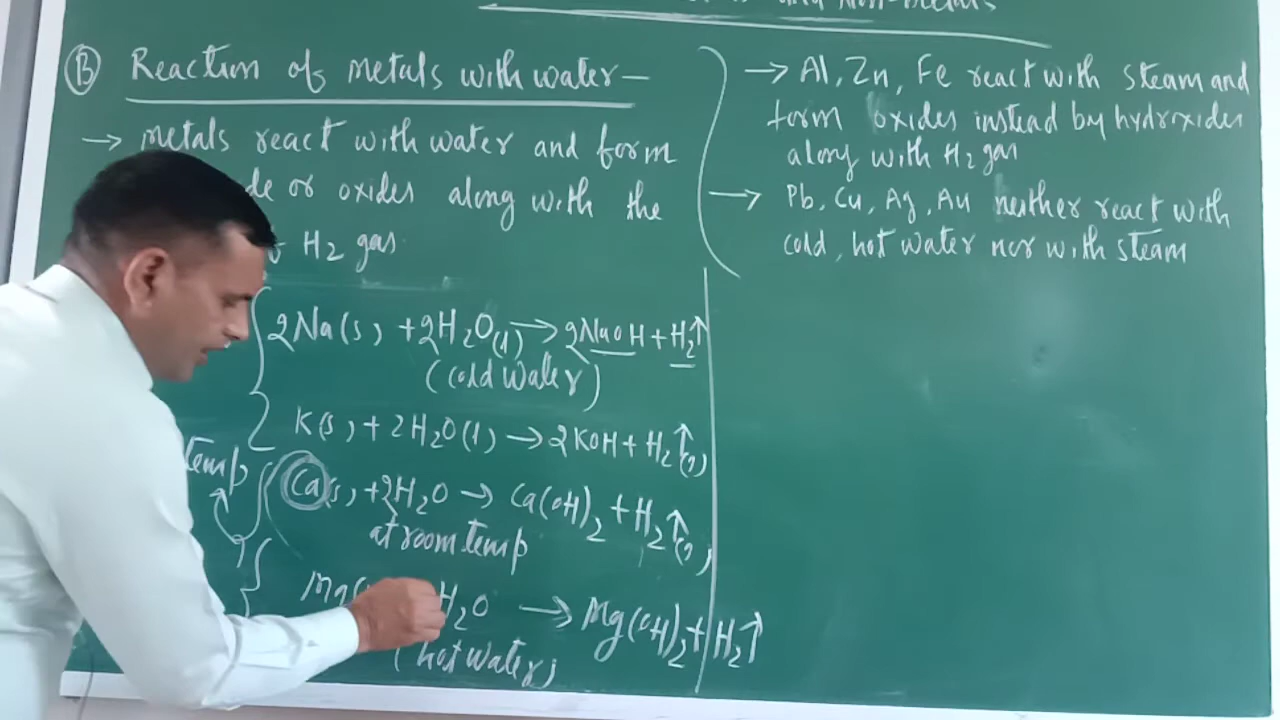 and Non-Metals
Ⓑ Reaction of metals with water —
→ metals react with water and form
de or oxides along with the
H2 gas
2Na(s) + 2H2O(l) → 2NaOH + H2↑
(cold water)
K(s) + 2H2O(l) → 2KOH + H2↑(g)
temp
Ca(s) + 2H2O → Ca(OH)2 + H2↑(g)
at room temp
Mg( H2O → Mg(OH)2 + H2↑
(hot water)
→ Al, Zn, Fe react with steam and
form oxides instead by hydroxides
along with H2 gas
→ Pb, Cu, Ag, Au neither react with
cold, hot water nor with steam